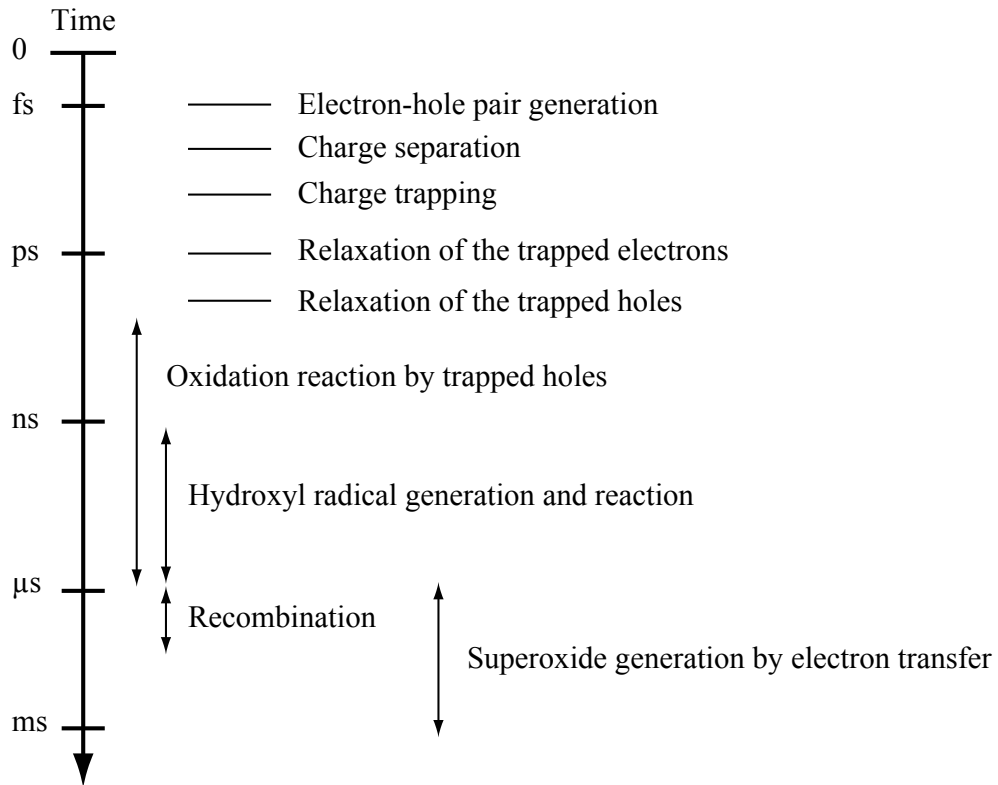 Time
0
fs
Electron-hole pair generation
Charge separation
Charge trapping
ps
Relaxation of the trapped electrons
Relaxation of the trapped holes
Oxidation reaction by trapped holes
ns
Hydroxyl radical generation and reaction
µs
Recombination
Superoxide generation by electron transfer
ms